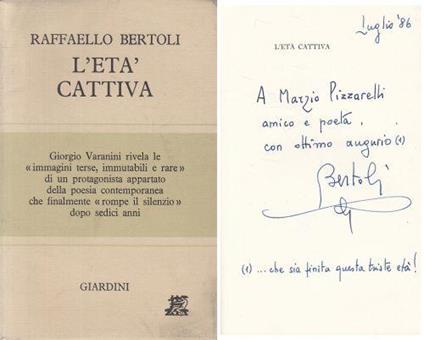 RAFFAELLO BERTOLI
L'ETA'
CATTIVA
Giorgio Varanini rivela le
«immagini terse, immutabili e rare»
di un protagonista appartato
della poesia contemporanea
che finalmente «rompe il silenzio»
dopo sedici anni
GIARDINI
Luglio '86
L'ETÀ CATTIVA
A Marzio Pizzarelli
amico e poeta.
con ottimo augurio (1)
Bertoli
(1) ...che sia finita questa triste età!